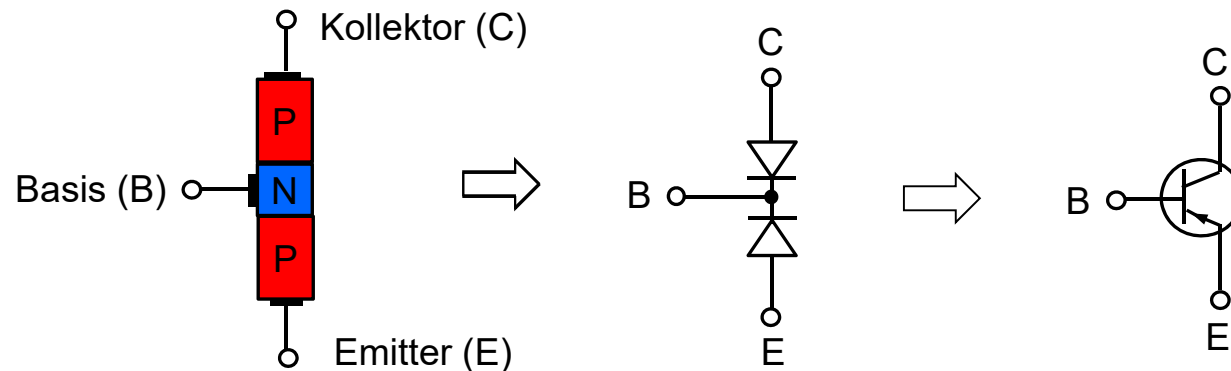 Kollektor (C)
P
Basis (B)
N
P
Emitter (E)
C
B
E
C
B
E